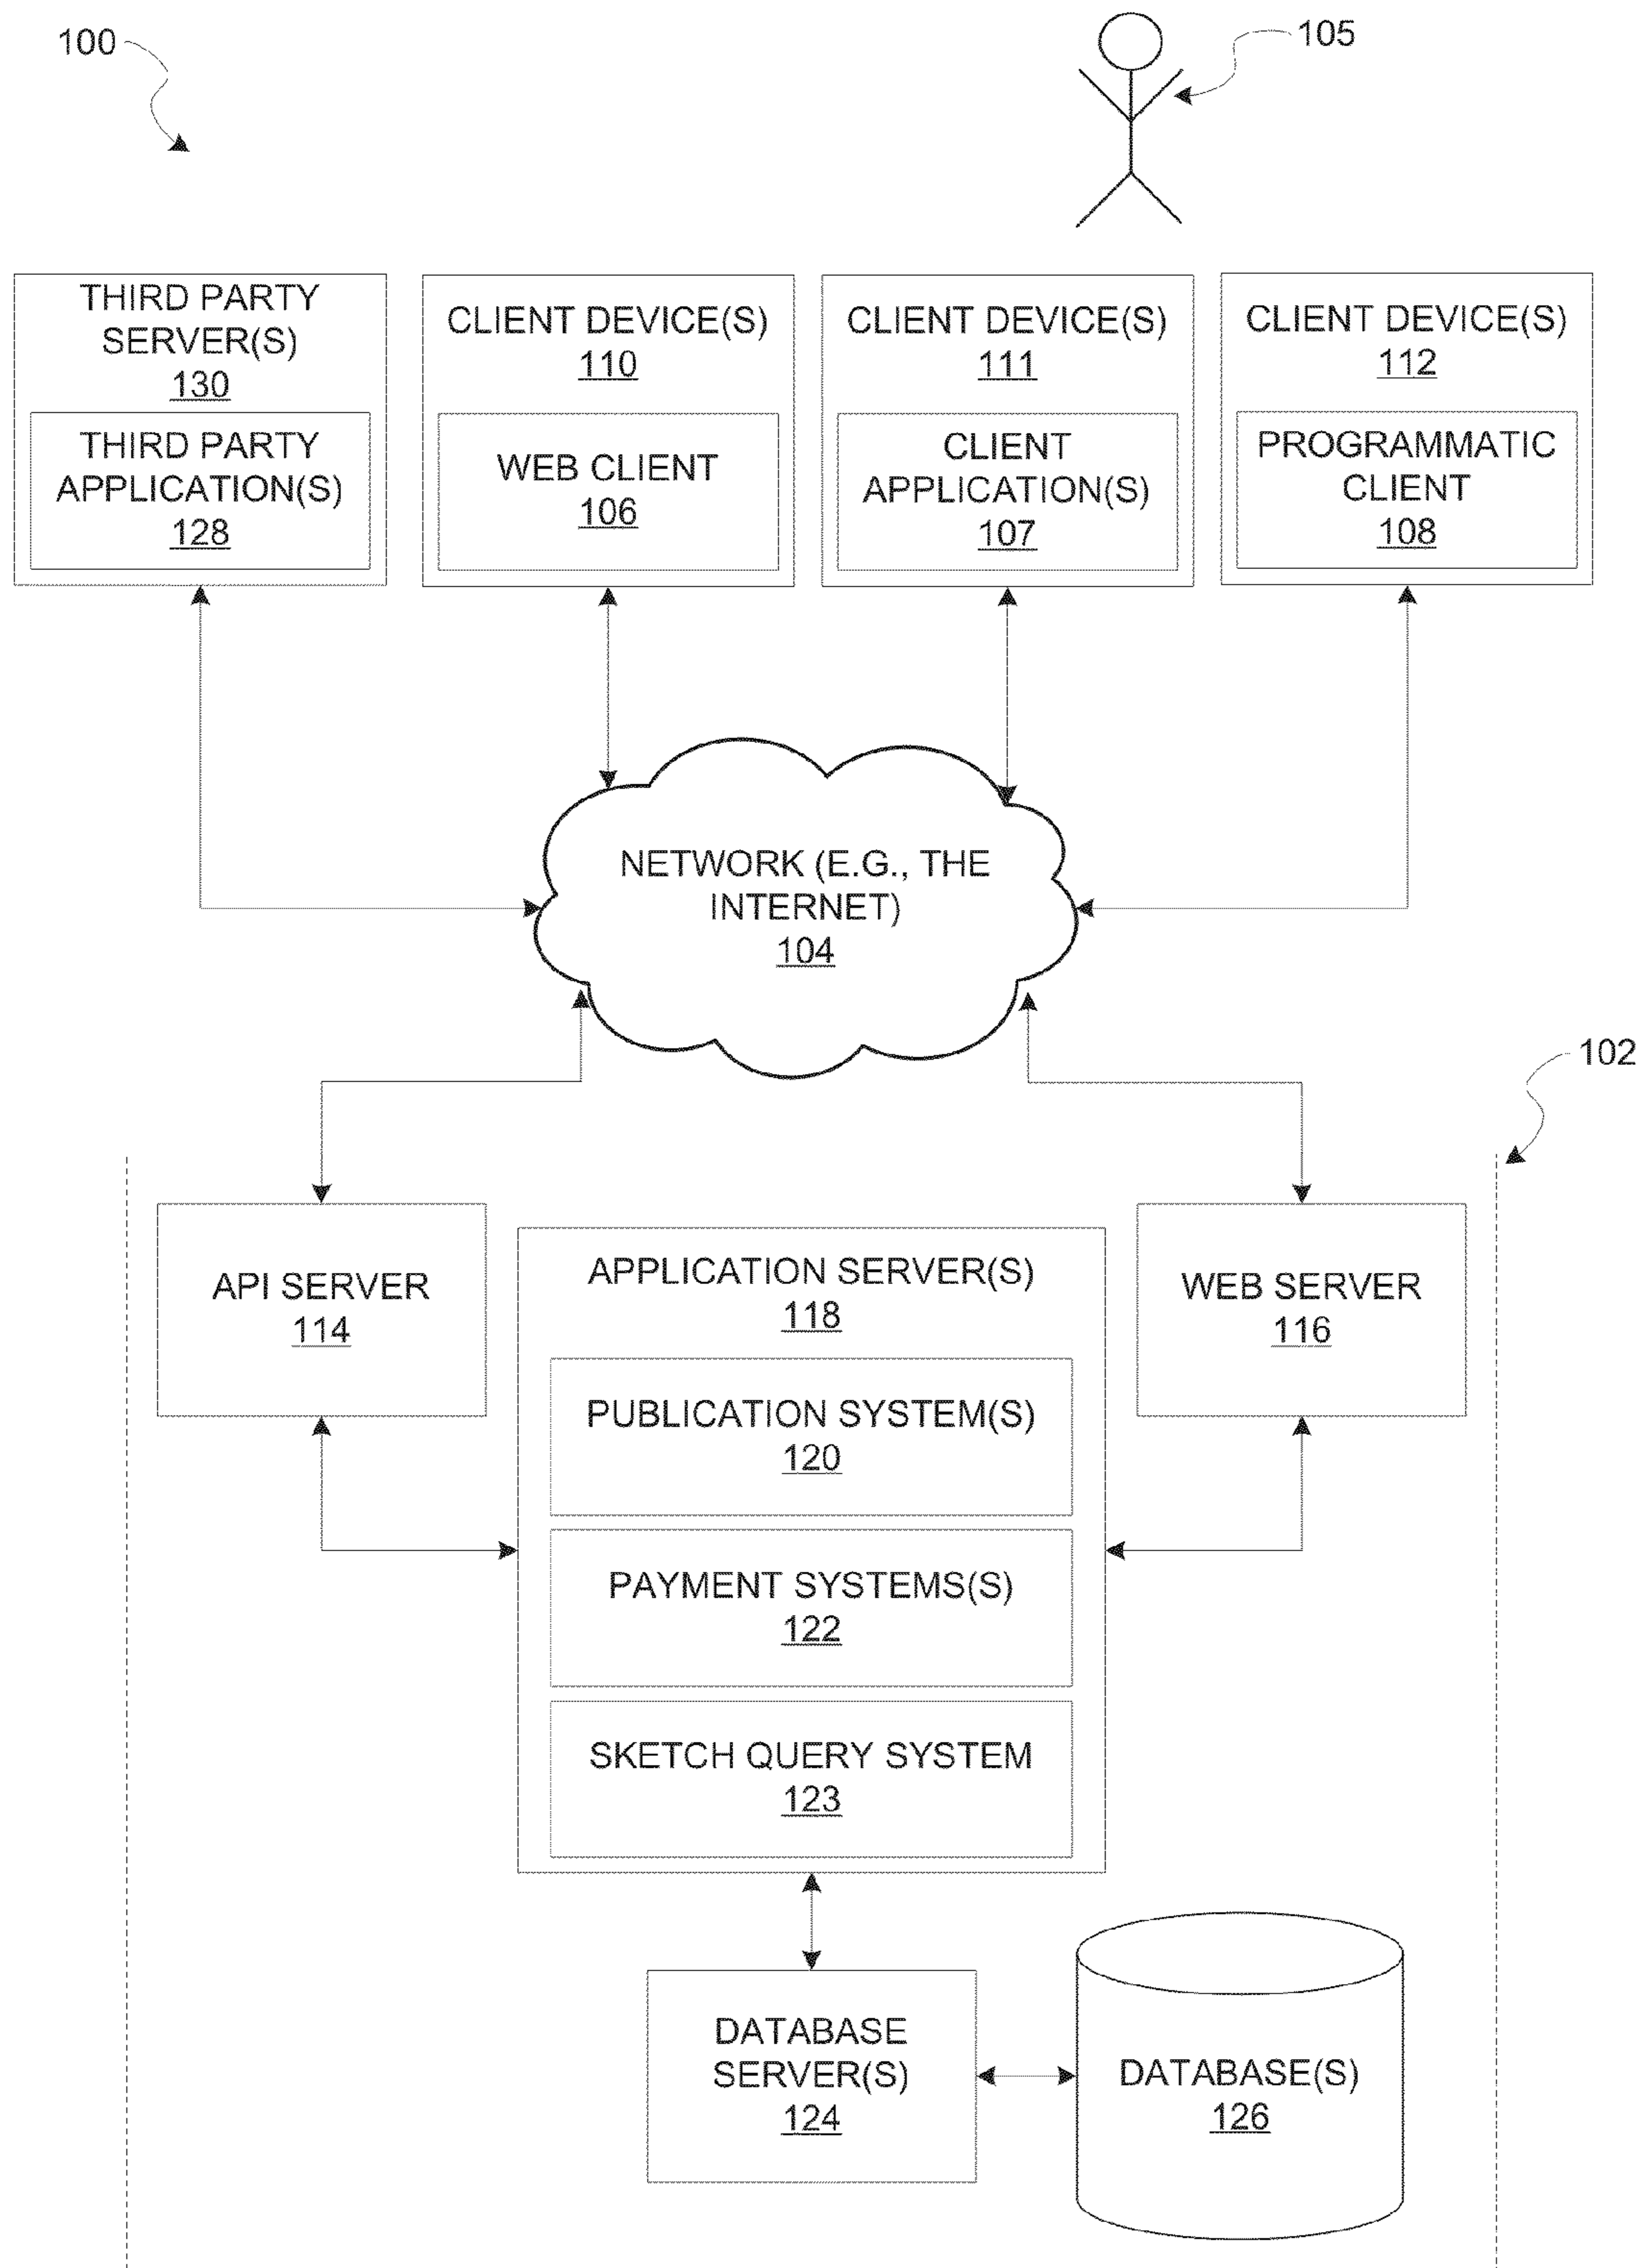 100
105
THIRD PARTY
SERVER(S)
130
THIRD PARTY
APPLICATION(S)
128
CLIENT DEVICE(S)
110
WEB CLIENT
106
CLIENT DEVICE(S)
111
CLIENT
APPLICATION(S)
107
CLIENT DEVICE(S)
112
PROGRAMMATIC
CLIENT
108
NETWORK (E.G., THE
INTERNET)
104
102
API SERVER
114
APPLICATION SERVER(S)
118
PUBLICATION SYSTEM(S)
120
PAYMENT SYSTEMS(S)
122
SKETCH QUERY SYSTEM
123
WEB SERVER
116
DATABASE
SERVER(S)
124
DATABASE(S)
126